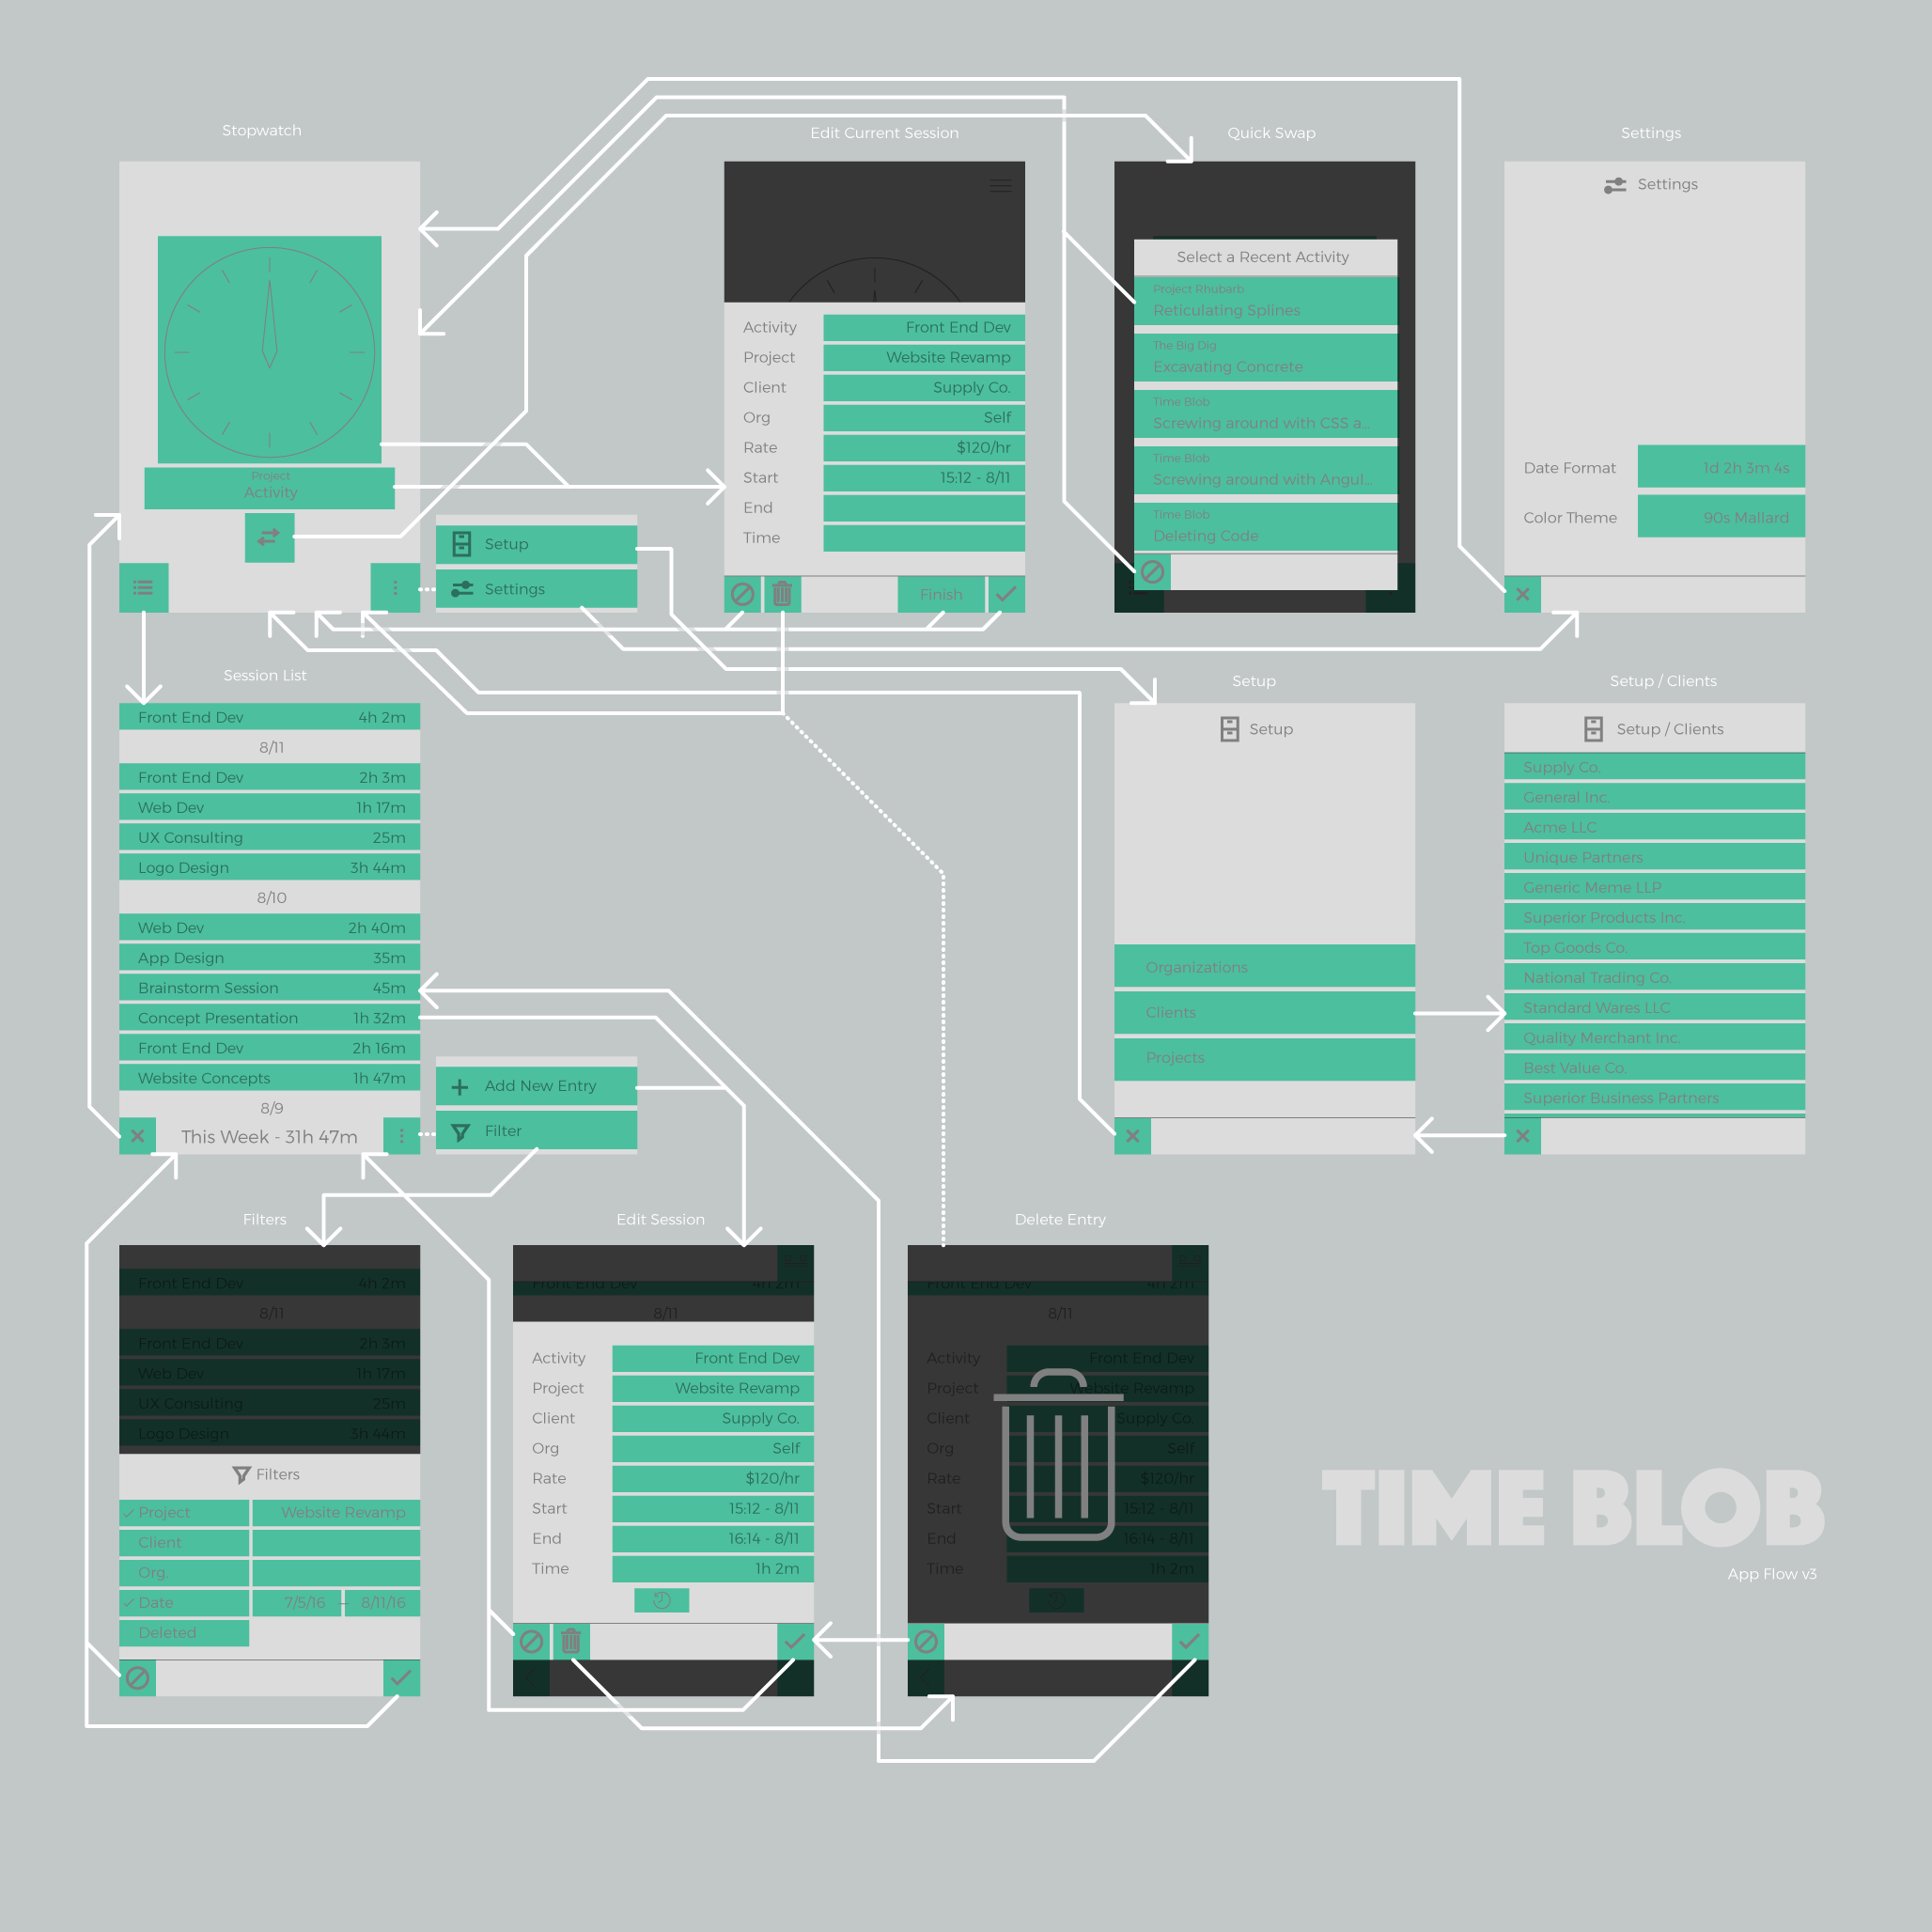 Stopwatch
Project
Activity
Setup
Settings
Edit Current Session
Activity Front End Dev
Project Website Revamp
Client Supply Co.
Org Self
Rate $120/hr
Start 15:12 - 8/11
End
Time
Finish
Quick Swap
Select a Recent Activity
Project Rhubarb
Reticulating Splines
The Big Dig
Excavating Concrete
Time Blob
Screwing around with CSS a...
Time Blob
Screwing around with Angul...
Time Blob
Deleting Code
Settings
Settings
Date Format 1d 2h 3m 4s
Color Theme 90s Mallard
Session List
Front End Dev 4h 2m
8/11
Front End Dev 2h 3m
Web Dev 1h 17m
UX Consulting 25m
Logo Design 3h 44m
8/10
Web Dev 2h 40m
App Design 35m
Brainstorm Session 45m
Concept Presentation 1h 32m
Front End Dev 2h 16m
Website Concepts 1h 47m
8/9
This Week - 31h 47m
Add New Entry
Filter
Setup
Setup
Organizations
Clients
Projects
Setup / Clients
Setup / Clients
Supply Co.
General Inc.
Acme LLC
Unique Partners
Generic Meme LLP
Superior Products Inc.
Top Goods Co.
National Trading Co.
Standard Wares LLC
Quality Merchant Inc.
Best Value Co.
Superior Business Partners
Filters
Front End Dev 4h 2m
8/11
Front End Dev 2h 3m
Web Dev 1h 17m
UX Consulting 25m
Logo Design 3h 44m
Filters
Project Website Revamp
Client
Org.
Date 7/5/16 – 8/11/16
Deleted
Edit Session
Front End Dev 4h 21m
8/11
Activity Front End Dev
Project Website Revamp
Client Supply Co.
Org Self
Rate $120/hr
Start 15:12 - 8/11
End 16:14 - 8/11
Time 1h 2m
Delete Entry
Front End Dev 4h 21m
8/11
Activity Front End Dev
Project Website Revamp
Client Supply Co.
Org Self
Rate $120/hr
Start 15:12 - 8/11
End 16:14 - 8/11
Time 1h 2m
TIME BLOB
App Flow v3